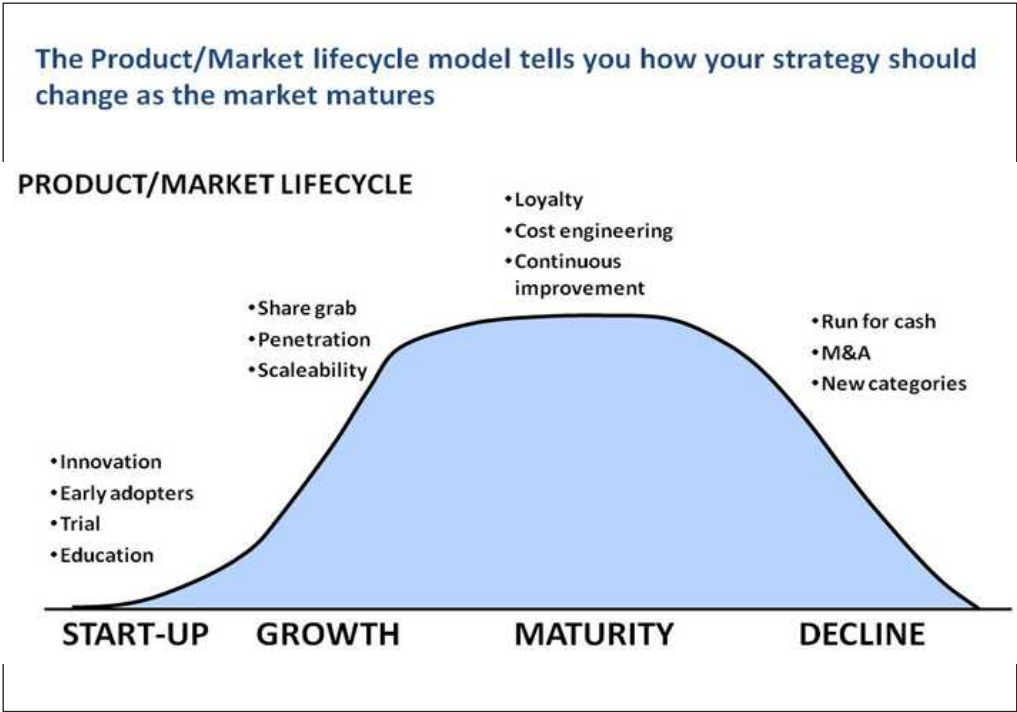 The Product/Market lifecycle model tells you how your strategy should
change as the market matures
PRODUCT/MARKET LIFECYCLE
•Loyalty
•Cost engineering
•Continuous
improvement
•Share grab
•Penetration
•Scaleability
•Run for cash
•M&A
•New categories
•Innovation
•Early adopters
•Trial
•Education
START-UP
GROWTH
MATURITY
DECLINE